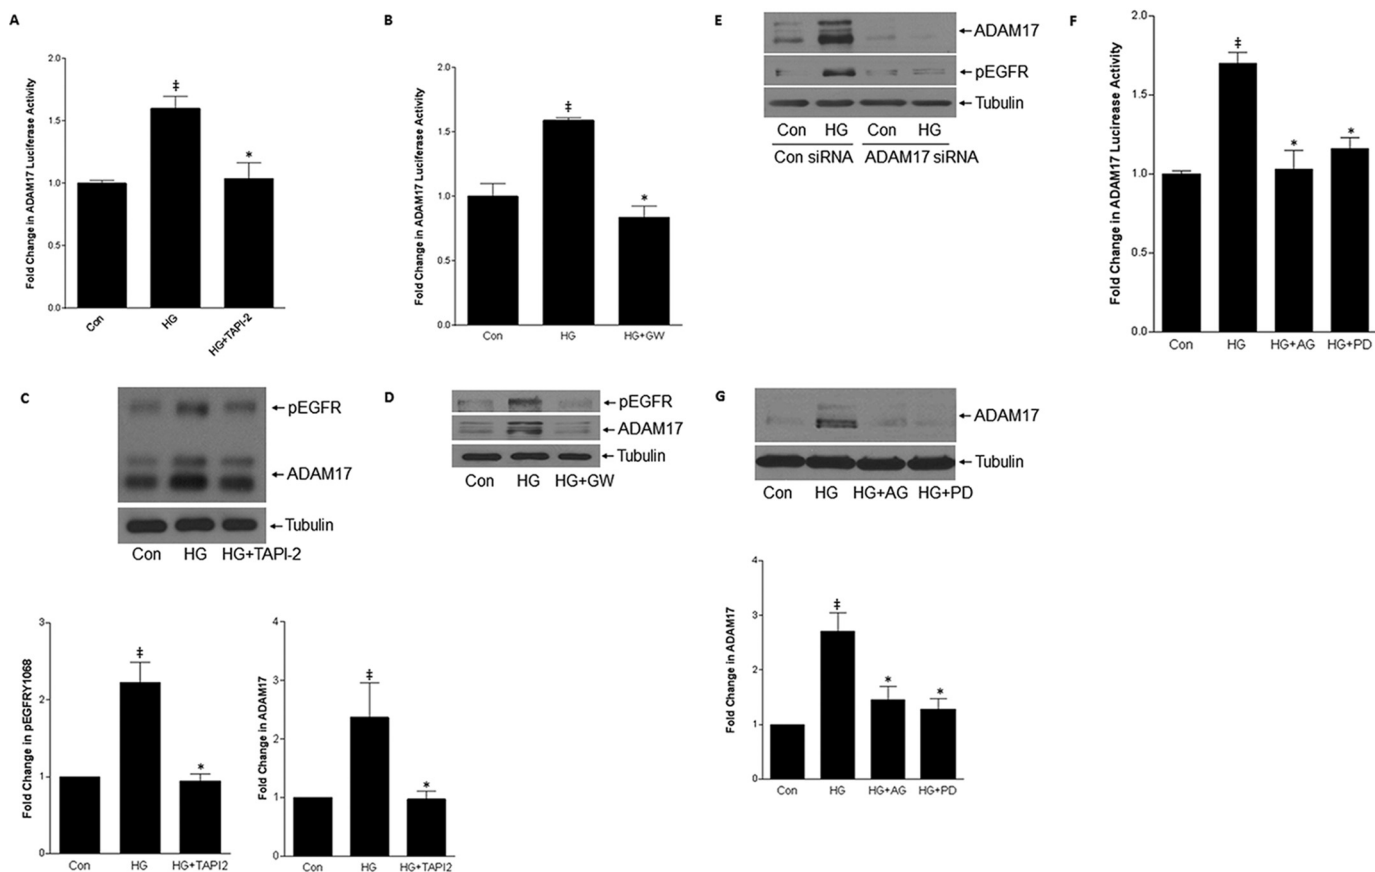 A
Fold Change in ADAM17 Luciferase Activity
2.0
1.5
1.0
0.5
0.0
‡
*
Con
HG
HG+TAPI-2
B
Fold Change in ADAM17 Luciferase Activity
2.0
1.5
1.0
0.5
0.0
‡
*
Con
HG
HG+GW
E
←ADAM17
←pEGFR
←Tubulin
Con HG Con HG
Con siRNA ADAM17 siRNA
F
Fold Change in ADAM17 Lucirease Activity
2.0
1.5
1.0
0.5
0.0
‡
*
*
Con
HG
HG+AG
HG+PD
C
←pEGFR
←ADAM17
←Tubulin
Con HG HG+TAPI-2
Fold Change in pEGFRY1068
3
2
1
0
‡
*
Con
HG
HG+TAPI2
Fold Change in ADAM17
4
3
2
1
0
‡
*
Con
HG
HG+TAPI2
D
←pEGFR
←ADAM17
←Tubulin
Con HG HG+GW
G
←ADAM17
←Tubulin
Con HG HG+AG HG+PD
Fold Change in ADAM17
4
3
2
1
0
‡
*
*
Con
HG
HG+AG
HG+PD